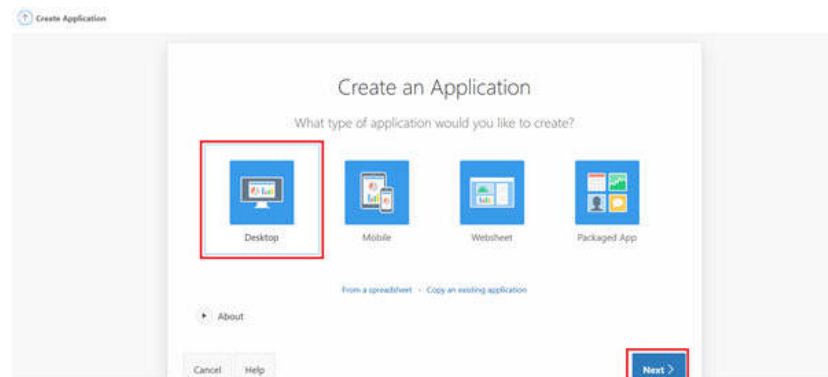 Create Application
Create an Application
What type of application would you like to create?
Desktop Mobile Websheet Packaged App
From a spreadsheet › Copy an existing application
About
Cancel Help Next >